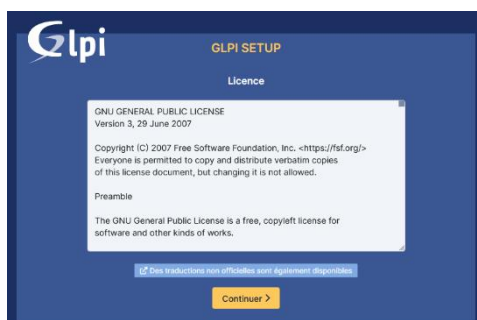 Glpi
GLPI SETUP
Licence
GNU GENERAL PUBLIC LICENSE
Version 3, 29 June 2007
Copyright (C) 2007 Free Software Foundation, Inc. <https://fsf.org/>
Everyone is permitted to copy and distribute verbatim copies
of this license document, but changing it is not allowed.
Preamble
The GNU General Public License is a free, copyleft license for
software and other kinds of works.
Des traductions non officielles sont également disponibles
Continuer >